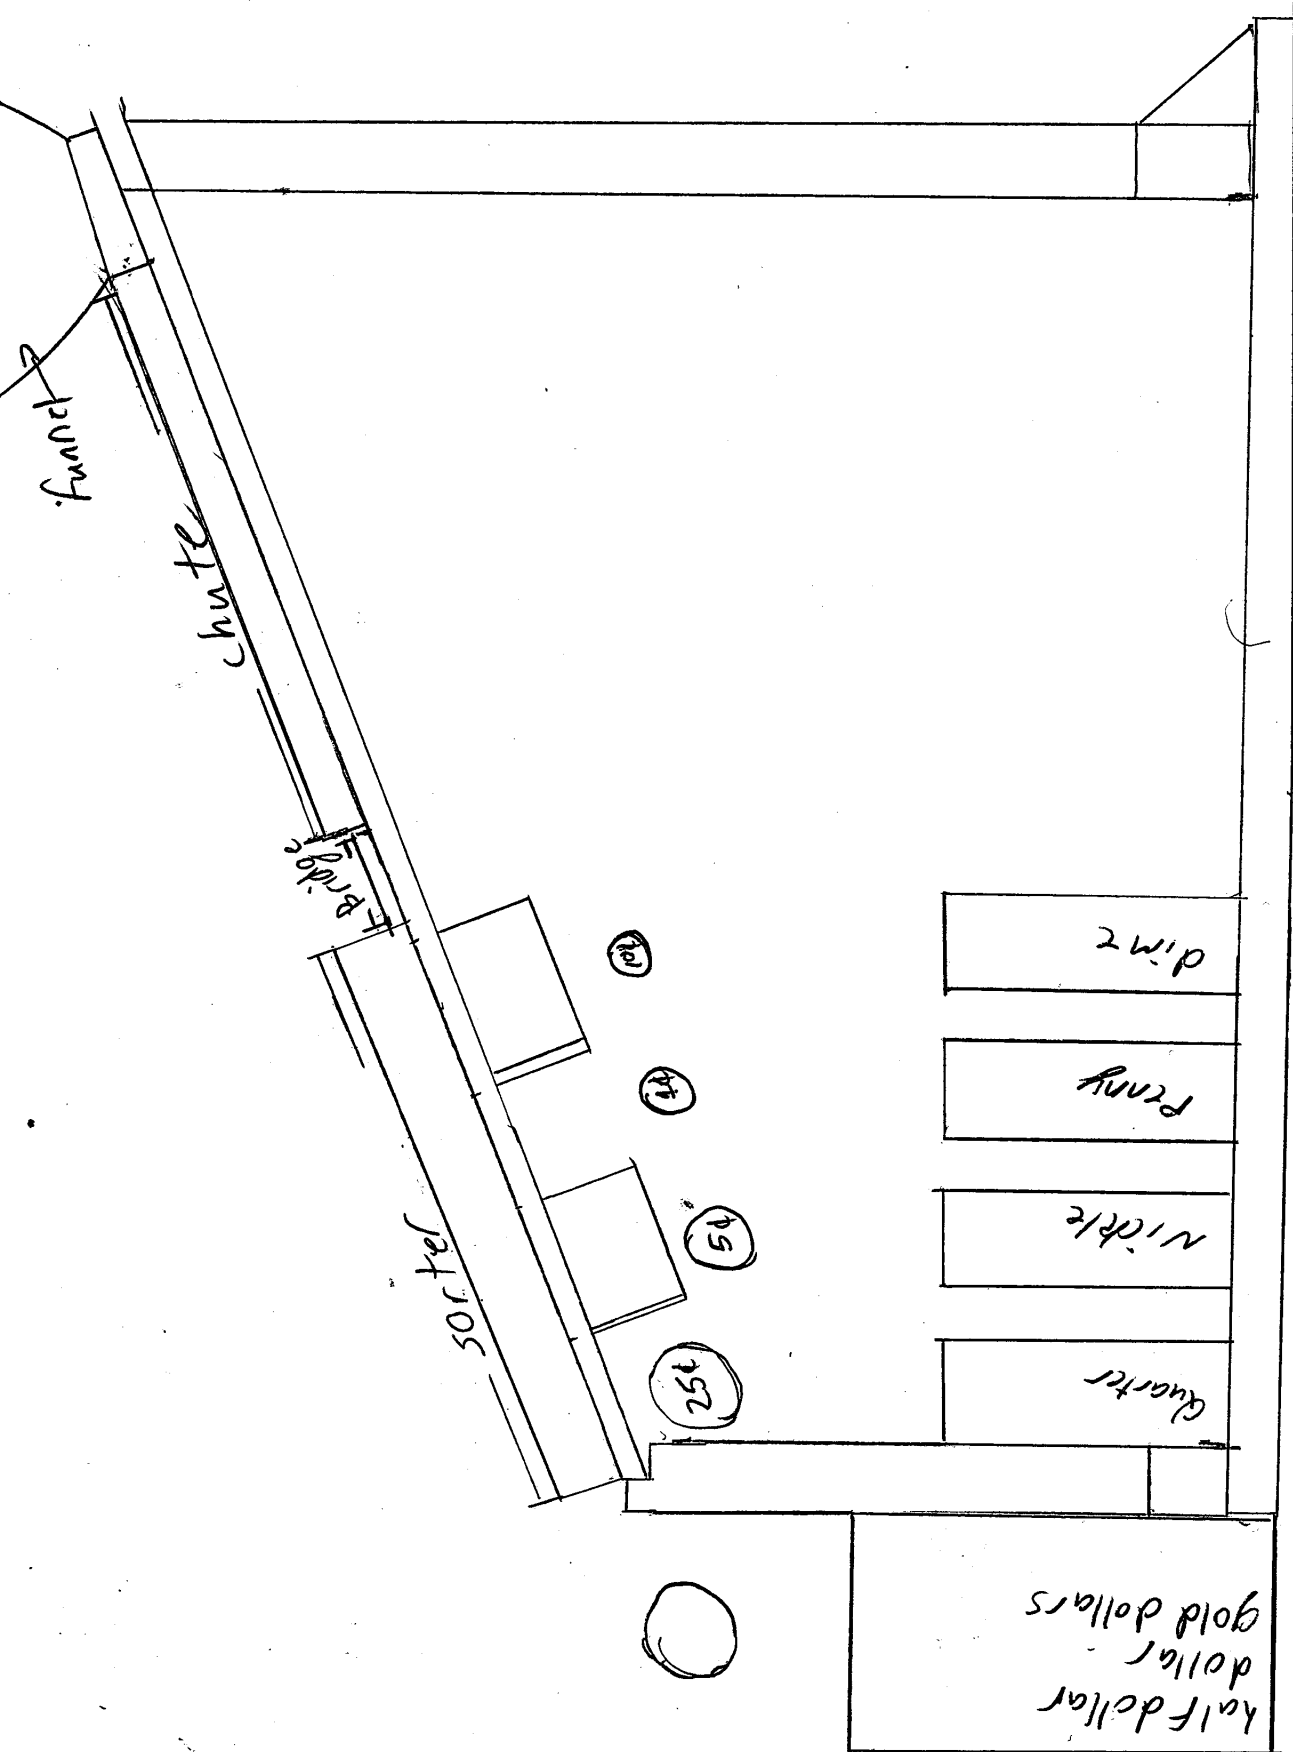 funnel
chute
Bridge
sorter
10¢
1¢
5¢
25¢
dime
Penny
Nickle
Quarter
half dollar
dollar
gold dollars